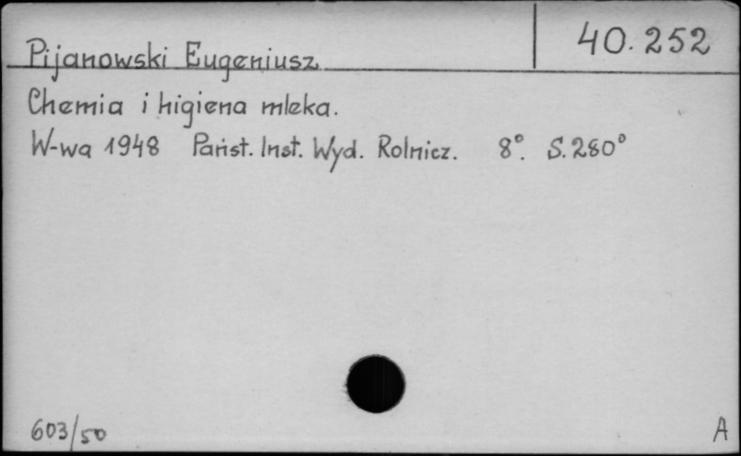 Pijanowski Eugeniusz
40.252
Chemia i higiena mleka.
W-wa 1948 Państ. Inst. Wyd. Rolnicz. 8°. S. 280°
603/50
A